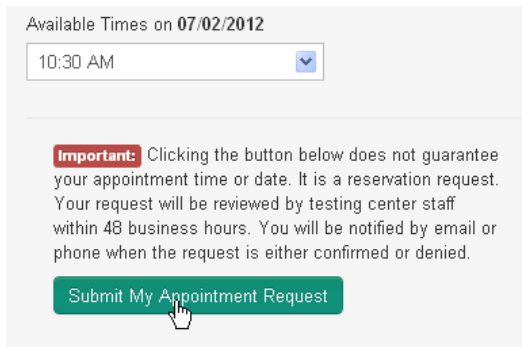 Available Times on 07/02/2012
10:30 AM
Important: Clicking the button below does not guarantee
your appointment time or date. It is a reservation request.
Your request will be reviewed by testing center staff
within 48 business hours. You will be notified by email or
phone when the request is either confirmed or denied.
Submit My Appointment Request